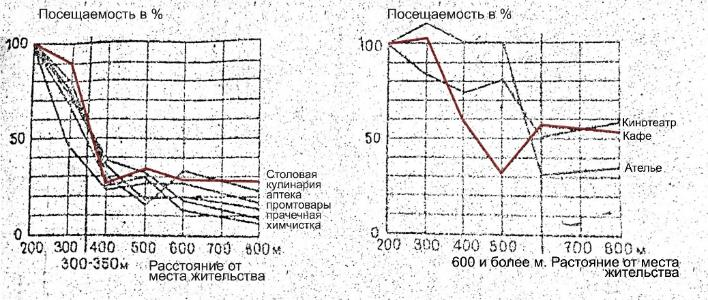 Посещаемость в %
100
50
0
200 300 400 500 600 700 800 м
300-350м
Расстояние от
места жительства
Столовая
кулинария
аптека
промтовары
прачечная
химчистка
Посещаемость в %
100
50
0
200 300 400 500 600 700 800 м
600 и более м. Растояние от места
жительства
Кинотеатр
Кафе
Ателье